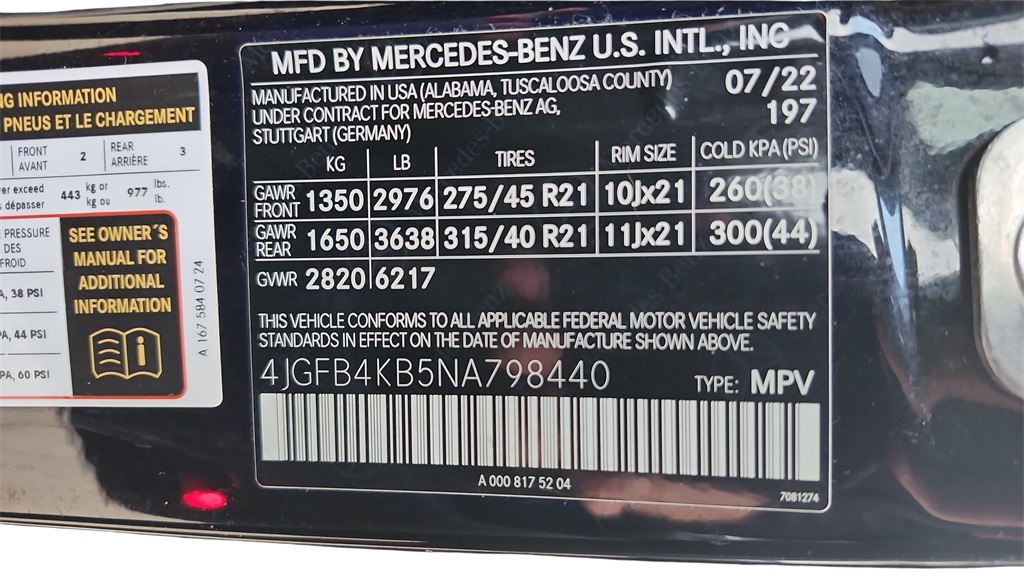 NG INFORMATION
PNEUS ET LE CHARGEMENT
FRONT 2 REAR 3
AVANT ARRIÈRE
ver exceed 443 kg or 977 lbs.
s dépasser kg ou lb.
PRESSURE
DES
FROID
A, 38 PSI
PA, 44 PSI
PA, 60 PSI
SEE OWNER´S
MANUAL FOR
ADDITIONAL
INFORMATION
i
A 167 584 07 24
MFD BY MERCEDES-BENZ U.S. INTL., INC
MANUFACTURED IN USA (ALABAMA, TUSCALOOSA COUNTY) 07/22
UNDER CONTRACT FOR MERCEDES-BENZ AG, 197
STUTTGART (GERMANY)
KG LB TIRES RIM SIZE COLD KPA (PSI)
GAWR FRONT 1350 2976 275/45 R21 10Jx21 260(38)
GAWR REAR 1650 3638 315/40 R21 11Jx21 300(44)
GVWR 2820 6217
THIS VEHICLE CONFORMS TO ALL APPLICABLE FEDERAL MOTOR VEHICLE SAFETY
STANDARDS IN EFFECT ON THE DATE OF MANUFACTURE SHOWN ABOVE.
4JGFB4KB5NA798440 TYPE: MPV
A 000 817 52 04
7081274